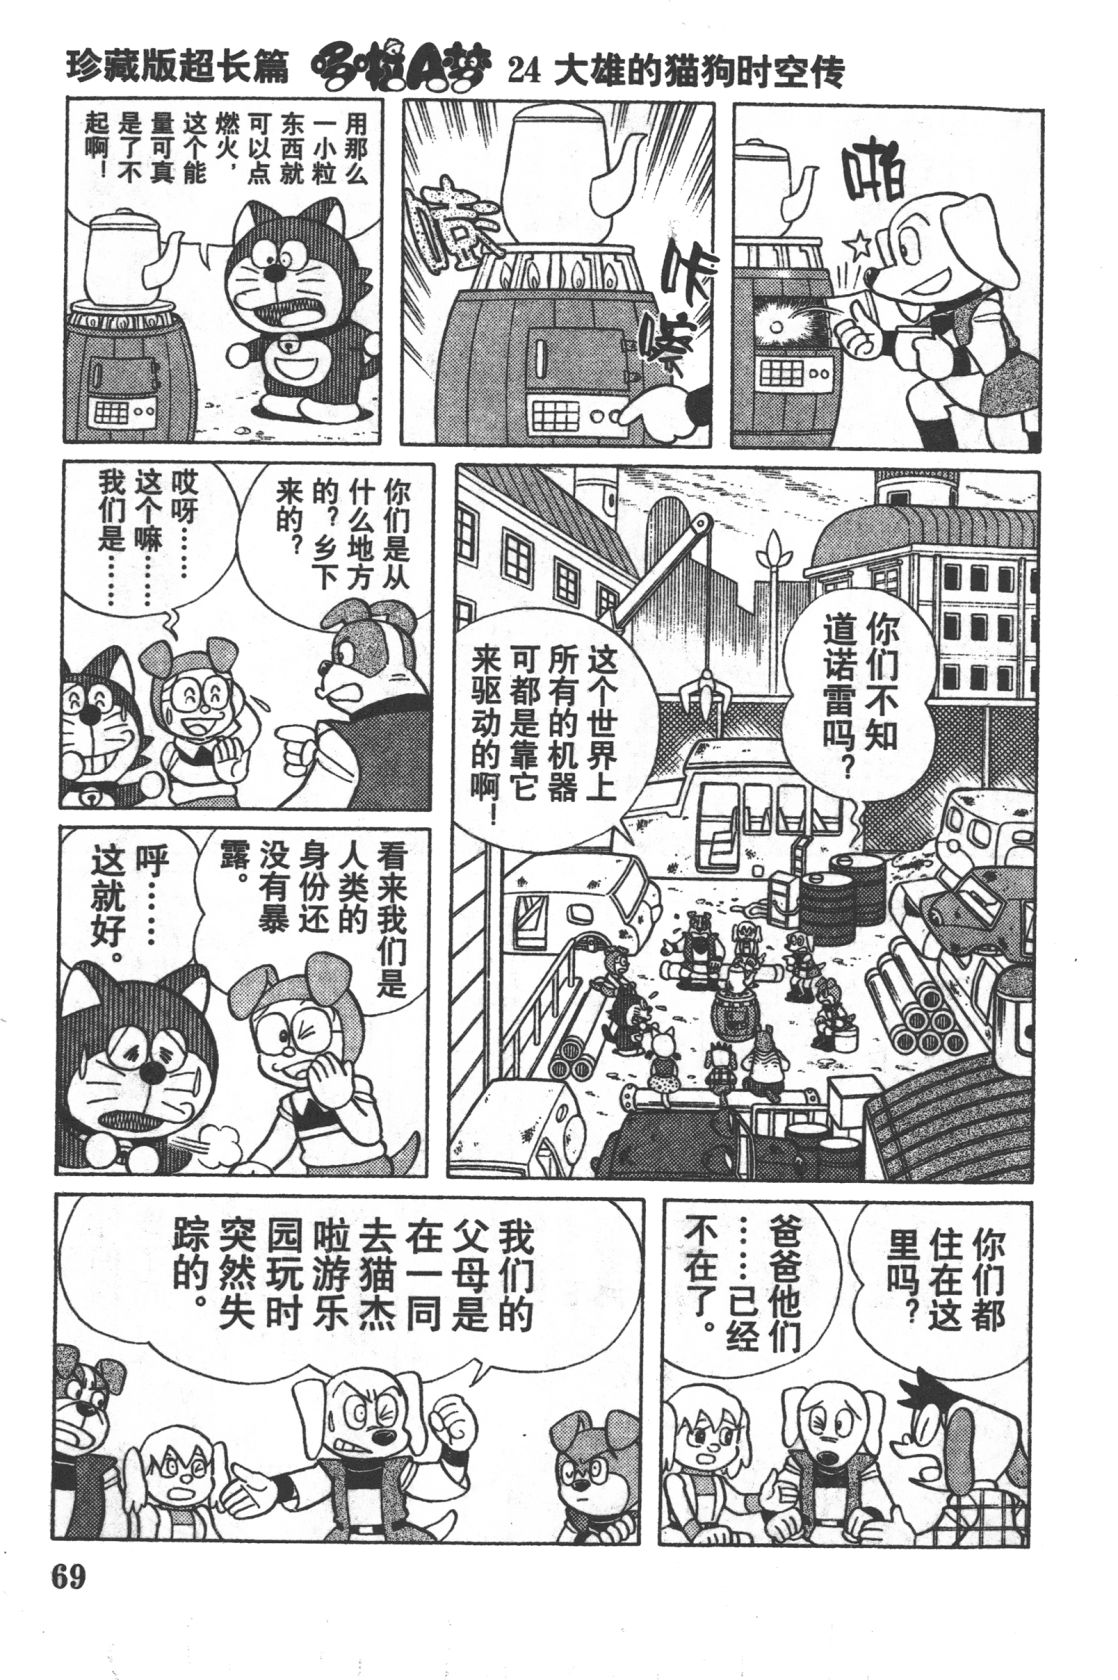 珍藏版超长篇 哆啦A梦 24 大雄的猫狗时空传
啪
嘻
咔
嚓
用那么
一小粒
东西就
可以点
燃火，
这个能
量可真
是了不
起啊！
你们不知
道诺雷吗？
这个世界上
所有的机器
可都是靠它
来驱动的啊！
你们是从
什么地方
的？乡下
来的？
哎呀……
这个嘛……
我们是……
看来我们是
人类的
身份还
没有暴
露。
呼……
这就好。
你们都
住在这
里吗？
爸爸他们
……已经
不在了。
我们的
父母是
在一同
去猫杰
啦游乐
园玩时
突然失
踪的。
69